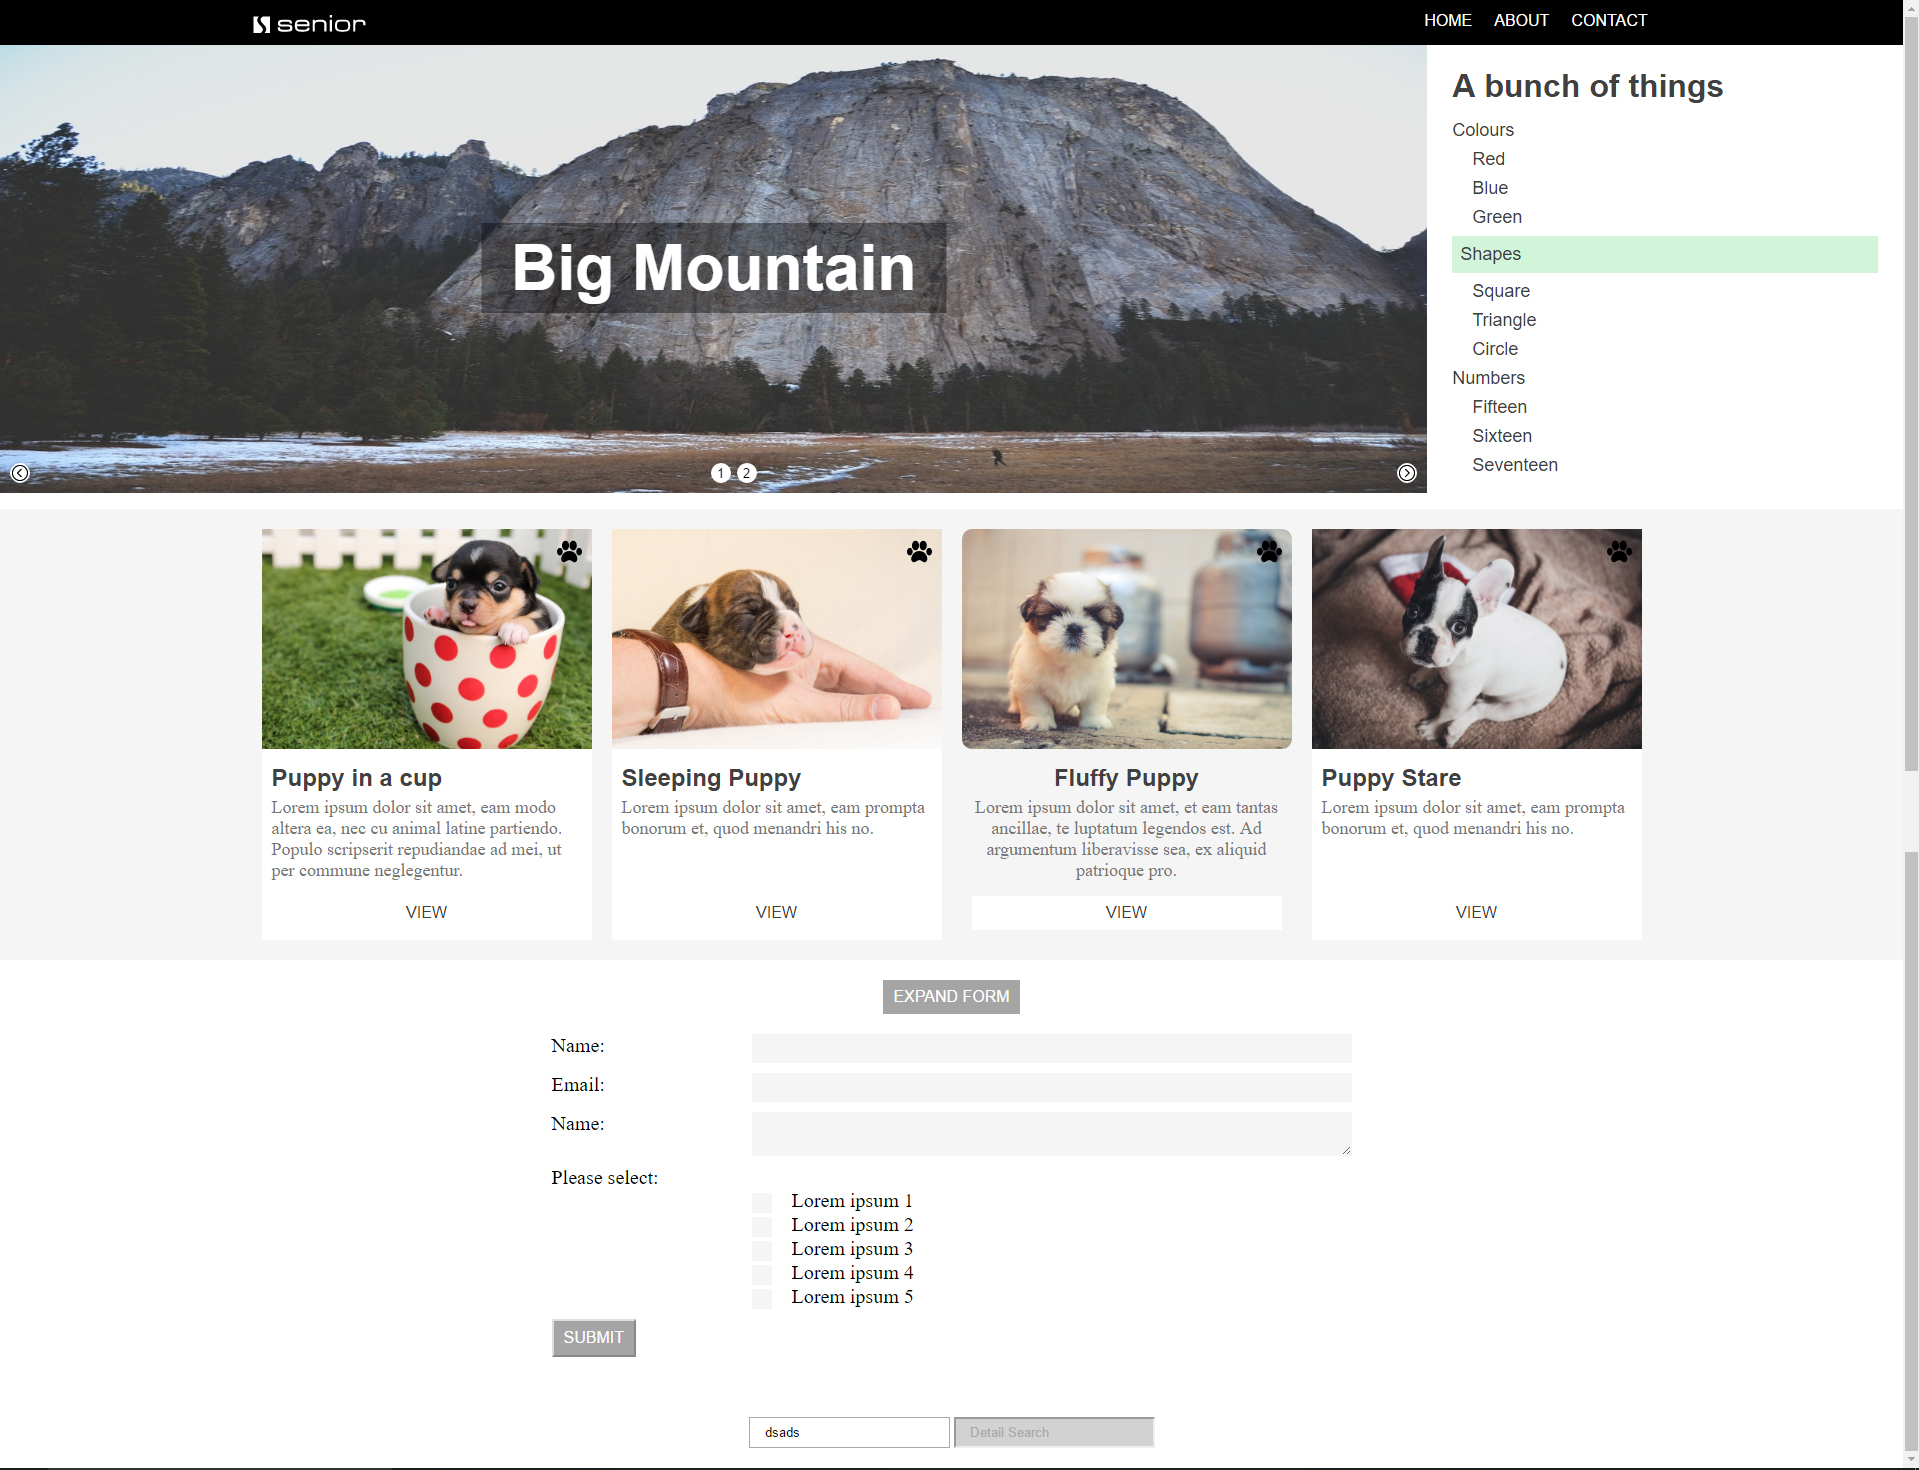 senior
HOME ABOUT CONTACT
Big Mountain
1 2
A bunch of things
Colours
Red
Blue
Green
Shapes
Square
Triangle
Circle
Numbers
Fifteen
Sixteen
Seventeen
Puppy in a cup
Lorem ipsum dolor sit amet, eam modo
altera ea, nec cu animal latine partiendo.
Populo scripserit repudiandae ad mei, ut
per commune neglegentur.
VIEW
Sleeping Puppy
Lorem ipsum dolor sit amet, eam prompta
bonorum et, quod menandri his no.
VIEW
Fluffy Puppy
Lorem ipsum dolor sit amet, et eam tantas
ancillae, te luptatum legendos est. Ad
argumentum liberavisse sea, ex aliquid
patrioque pro.
VIEW
Puppy Stare
Lorem ipsum dolor sit amet, eam prompta
bonorum et, quod menandri his no.
VIEW
EXPAND FORM
Name:
Email:
Name:
Please select:
Lorem ipsum 1
Lorem ipsum 2
Lorem ipsum 3
Lorem ipsum 4
Lorem ipsum 5
SUBMIT
dsads
Detail Search